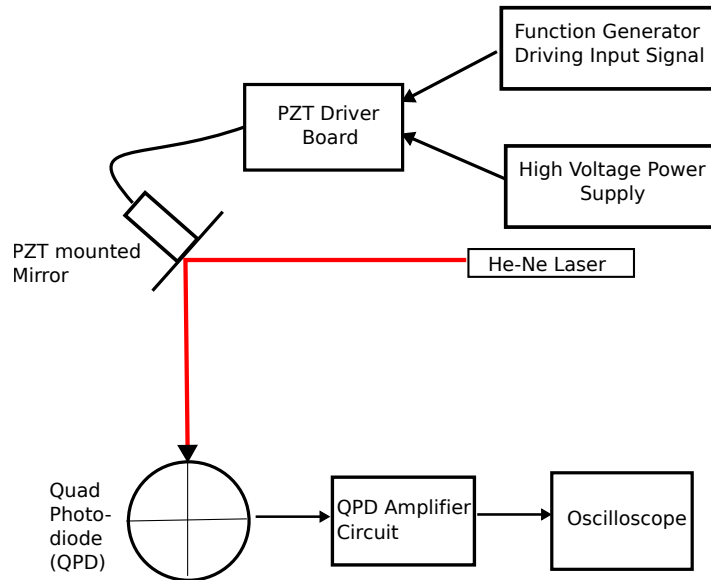 Function Generator
Driving Input Signal
PZT Driver
Board
High Voltage Power
Supply
PZT mounted
Mirror
He-Ne Laser
Quad
Photo-
diode
(QPD)
QPD Amplifier
Circuit
Oscilloscope